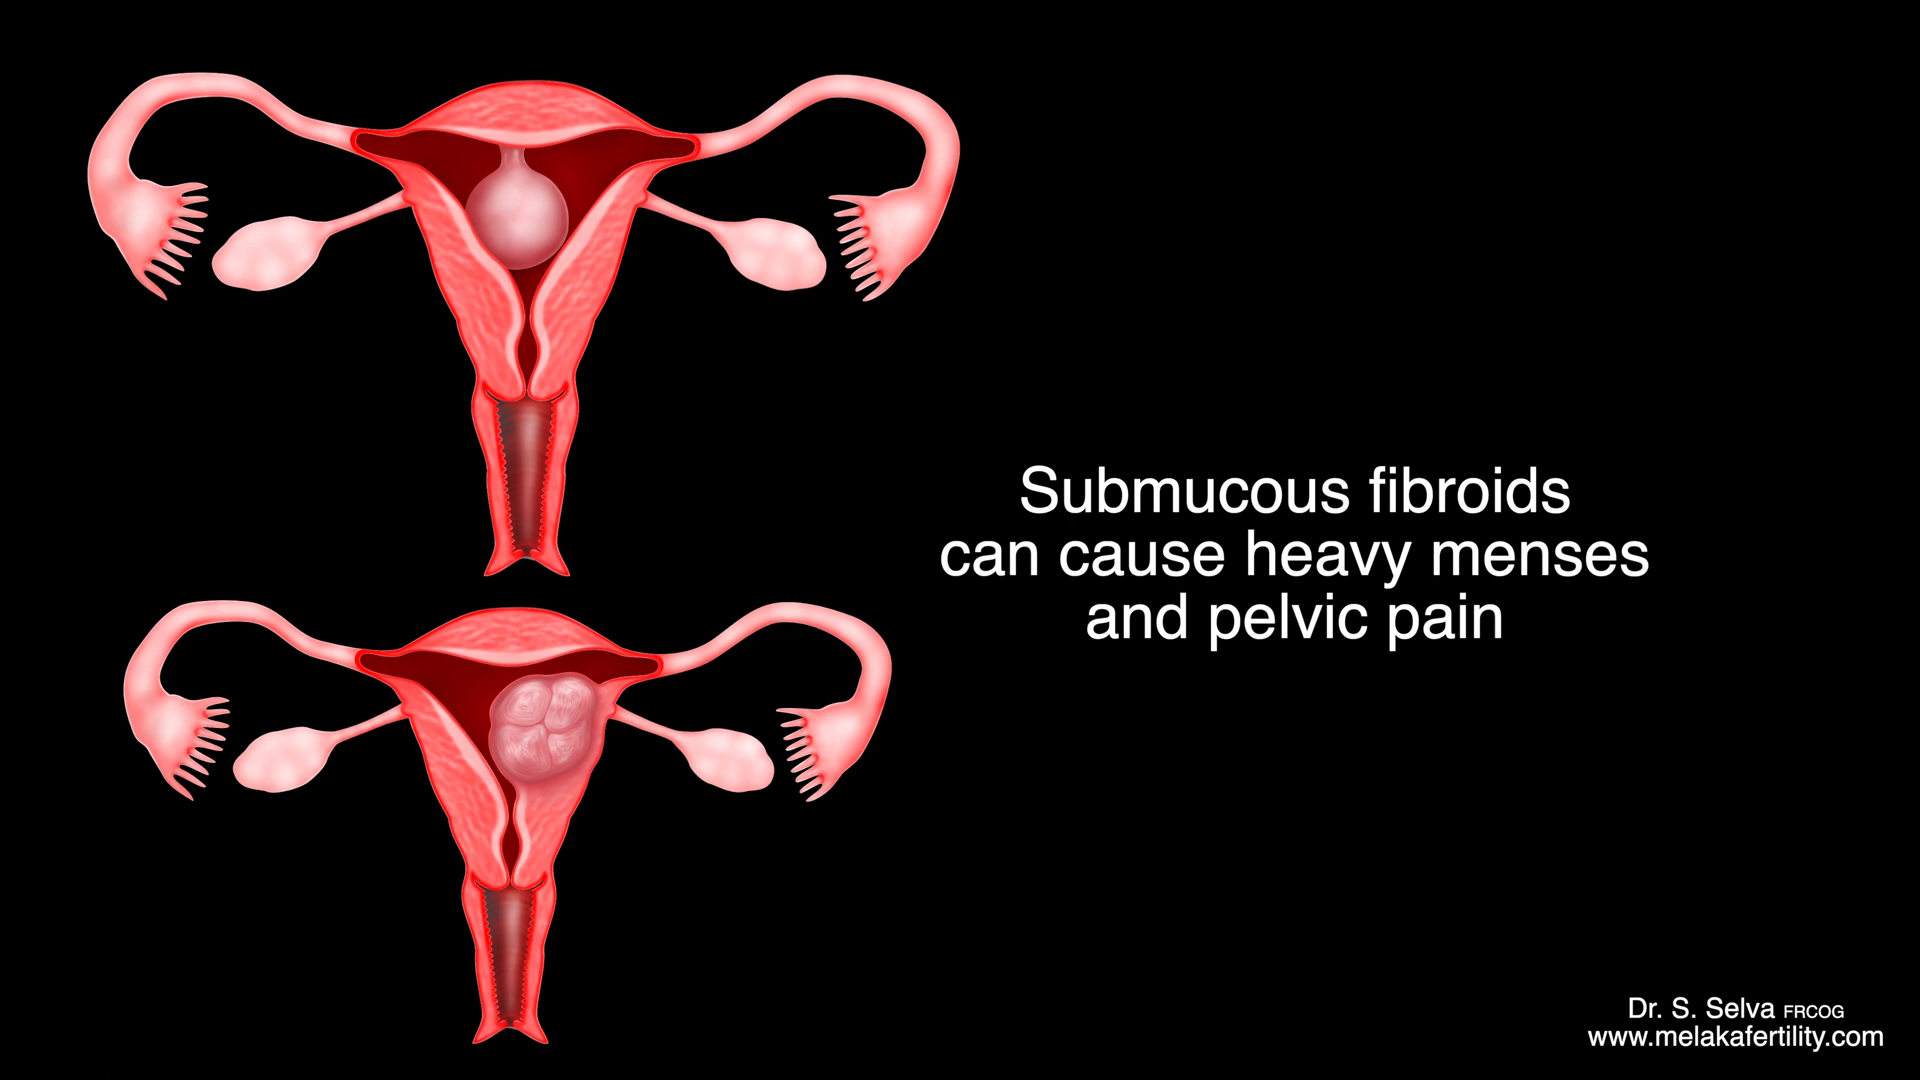 Submucous fibroids
can cause heavy menses
and pelvic pain
Dr. S. Selva FRCOG
www.melakafertility.com